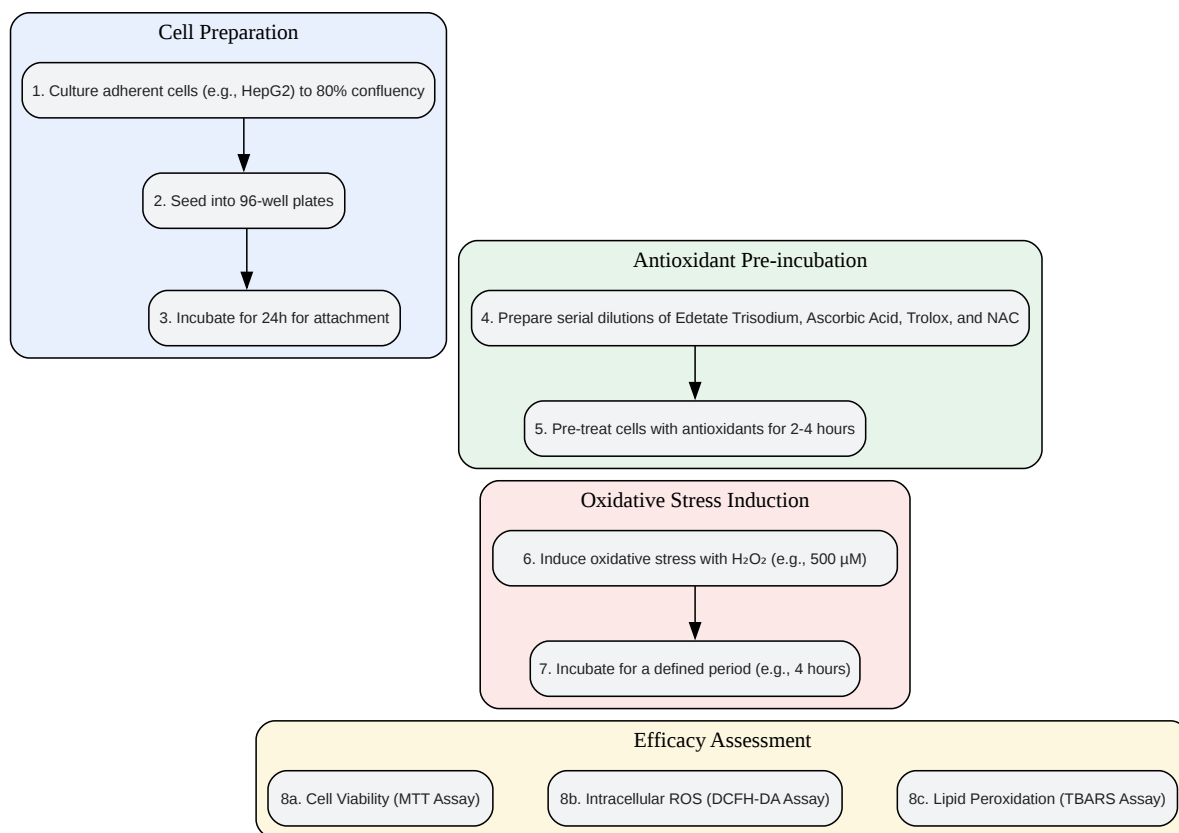 Cell Preparation
1. Culture adherent cells (e.g., HepG2) to 80% confluency
2. Seed into 96-well plates
3. Incubate for 24h for attachment
Antioxidant Pre-incubation
4. Prepare serial dilutions of Edetate Trisodium, Ascorbic Acid, Trolox, and NAC
5. Pre-treat cells with antioxidants for 2-4 hours
Oxidative Stress Induction
6. Induce oxidative stress with H₂O₂ (e.g., 500 µM)
7. Incubate for a defined period (e.g., 4 hours)
Efficacy Assessment
8a. Cell Viability (MTT Assay)
8b. Intracellular ROS (DCFH-DA Assay)
8c. Lipid Peroxidation (TBARS Assay)